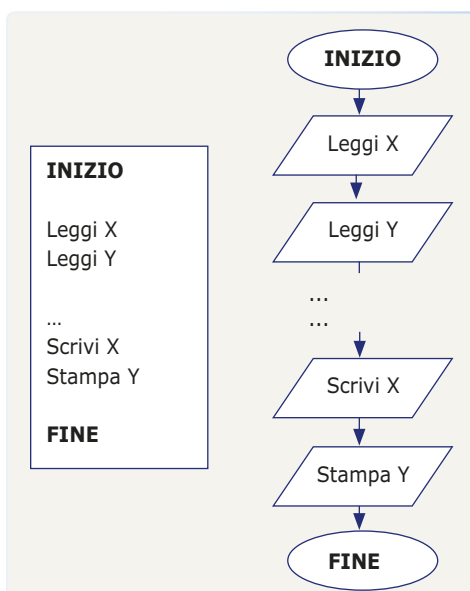 INIZIO
Leggi X
Leggi Y
…
Scrivi X
Stampa Y
FINE
INIZIO
Leggi X
Leggi Y
...
...
Scrivi X
Stampa Y
FINE